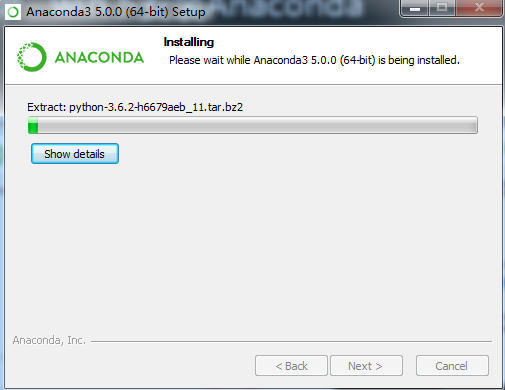 Anaconda3 5.0.0 (64-bit) Setup
ANACONDA
Installing
Please wait while Anaconda3 5.0.0 (64-bit) is being installed.
Extract: python-3.6.2-h6679aeb_11.tar.bz2
Show details
Anaconda, Inc.
< Back
Next >
Cancel